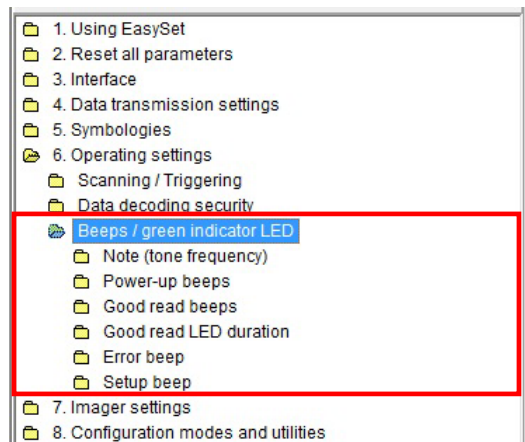 1. Using EasySet
2. Reset all parameters
3. Interface
4. Data transmission settings
5. Symbologies
6. Operating settings
Scanning / Triggering
Data decoding security
Beeps / green indicator LED
Note (tone frequency)
Power-up beeps
Good read beeps
Good read LED duration
Error beep
Setup beep
7. Imager settings
8. Configuration modes and utilities